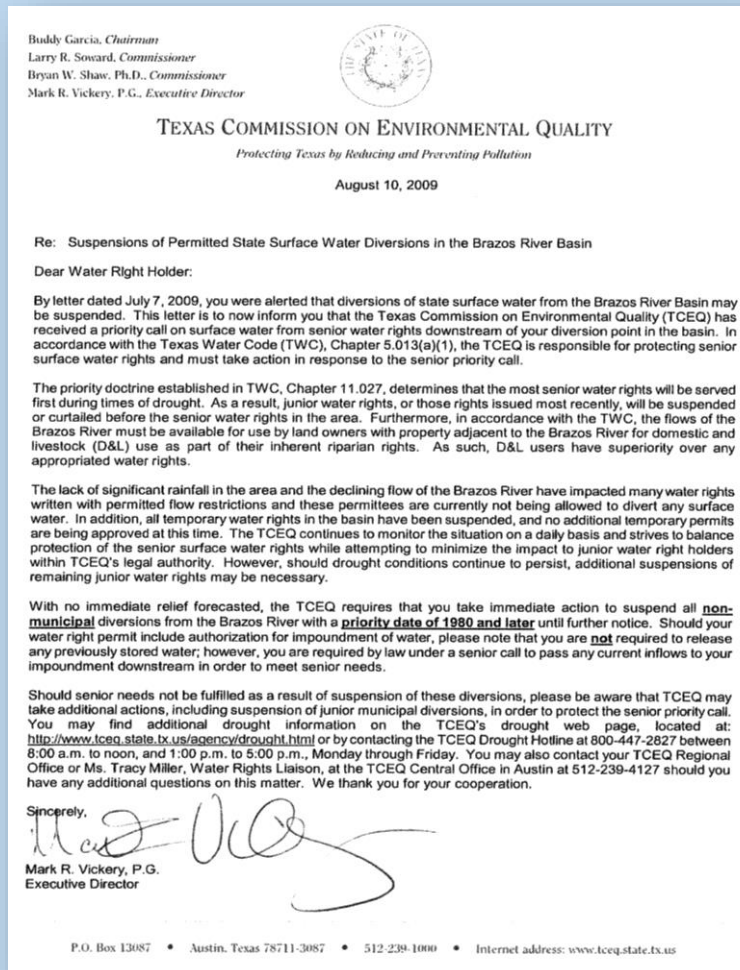 Buddy Garcia, Chairman
Larry R. Soward, Commissioner
Bryan W. Shaw, Ph.D., Commissioner
Mark R. Vickery, P.G., Executive Director
TEXAS COMMISSION ON ENVIRONMENTAL QUALITY
Protecting Texas by Reducing and Preventing Pollution
August 10, 2009
Re: Suspensions of Permitted State Surface Water Diversions in the Brazos River Basin
Dear Water Right Holder:
By letter dated July 7, 2009, you were alerted that diversions of state surface water from the Brazos River Basin may
be suspended. This letter is to now inform you that the Texas Commission on Environmental Quality (TCEQ) has
received a priority call on surface water from senior water rights downstream of your diversion point in the basin. In
accordance with the Texas Water Code (TWC), Chapter 5.013(a)(1), the TCEQ is responsible for protecting senior
surface water rights and must take action in response to the senior priority call.
The priority doctrine established in TWC, Chapter 11.027, determines that the most senior water rights will be served
first during times of drought. As a result, junior water rights, or those rights issued most recently, will be suspended
or curtailed before the senior water rights in the area. Furthermore, in accordance with the TWC, the flows of the
Brazos River must be available for use by land owners with property adjacent to the Brazos River for domestic and
livestock (D&L) use as part of their inherent riparian rights. As such, D&L users have superiority over any
appropriated water rights.
The lack of significant rainfall in the area and the declining flow of the Brazos River have impacted many water rights
written with permitted flow restrictions and these permittees are currently not being allowed to divert any surface
water. In addition, all temporary water rights in the basin have been suspended, and no additional temporary permits
are being approved at this time. The TCEQ continues to monitor the situation on a daily basis and strives to balance
protection of the senior surface water rights while attempting to minimize the impact to junior water right holders
within TCEQ's legal authority. However, should drought conditions continue to persist, additional suspensions of
remaining junior water rights may be necessary.
With no immediate relief forecasted, the TCEQ requires that you take immediate action to suspend all non-
municipal diversions from the Brazos River with a priority date of 1980 and later until further notice. Should your
water right permit include authorization for impoundment of water, please note that you are not required to release
any previously stored water; however, you are required by law under a senior call to pass any current inflows to your
impoundment downstream in order to meet senior needs.
Should senior needs not be fulfilled as a result of suspension of these diversions, please be aware that TCEQ may
take additional actions, including suspension of junior municipal diversions, in order to protect the senior priority call.
You may find additional drought information on the TCEQ's drought web page, located at:
http://www.tceq.state.tx.us/agency/drought.html or by contacting the TCEQ Drought Hotline at 800-447-2827 between
8:00 a.m. to noon, and 1:00 p.m. to 5:00 p.m., Monday through Friday. You may also contact your TCEQ Regional
Office or Ms. Tracy Miller, Water Rights Liaison, at the TCEQ Central Office in Austin at 512-239-4127 should you
have any additional questions on this matter. We thank you for your cooperation.
Sincerely,
Mark R. Vickery, P.G.
Executive Director
P.O. Box 13087 • Austin, Texas 78711-3087 • 512-239-1000 • Internet address: www.tceq.state.tx.us